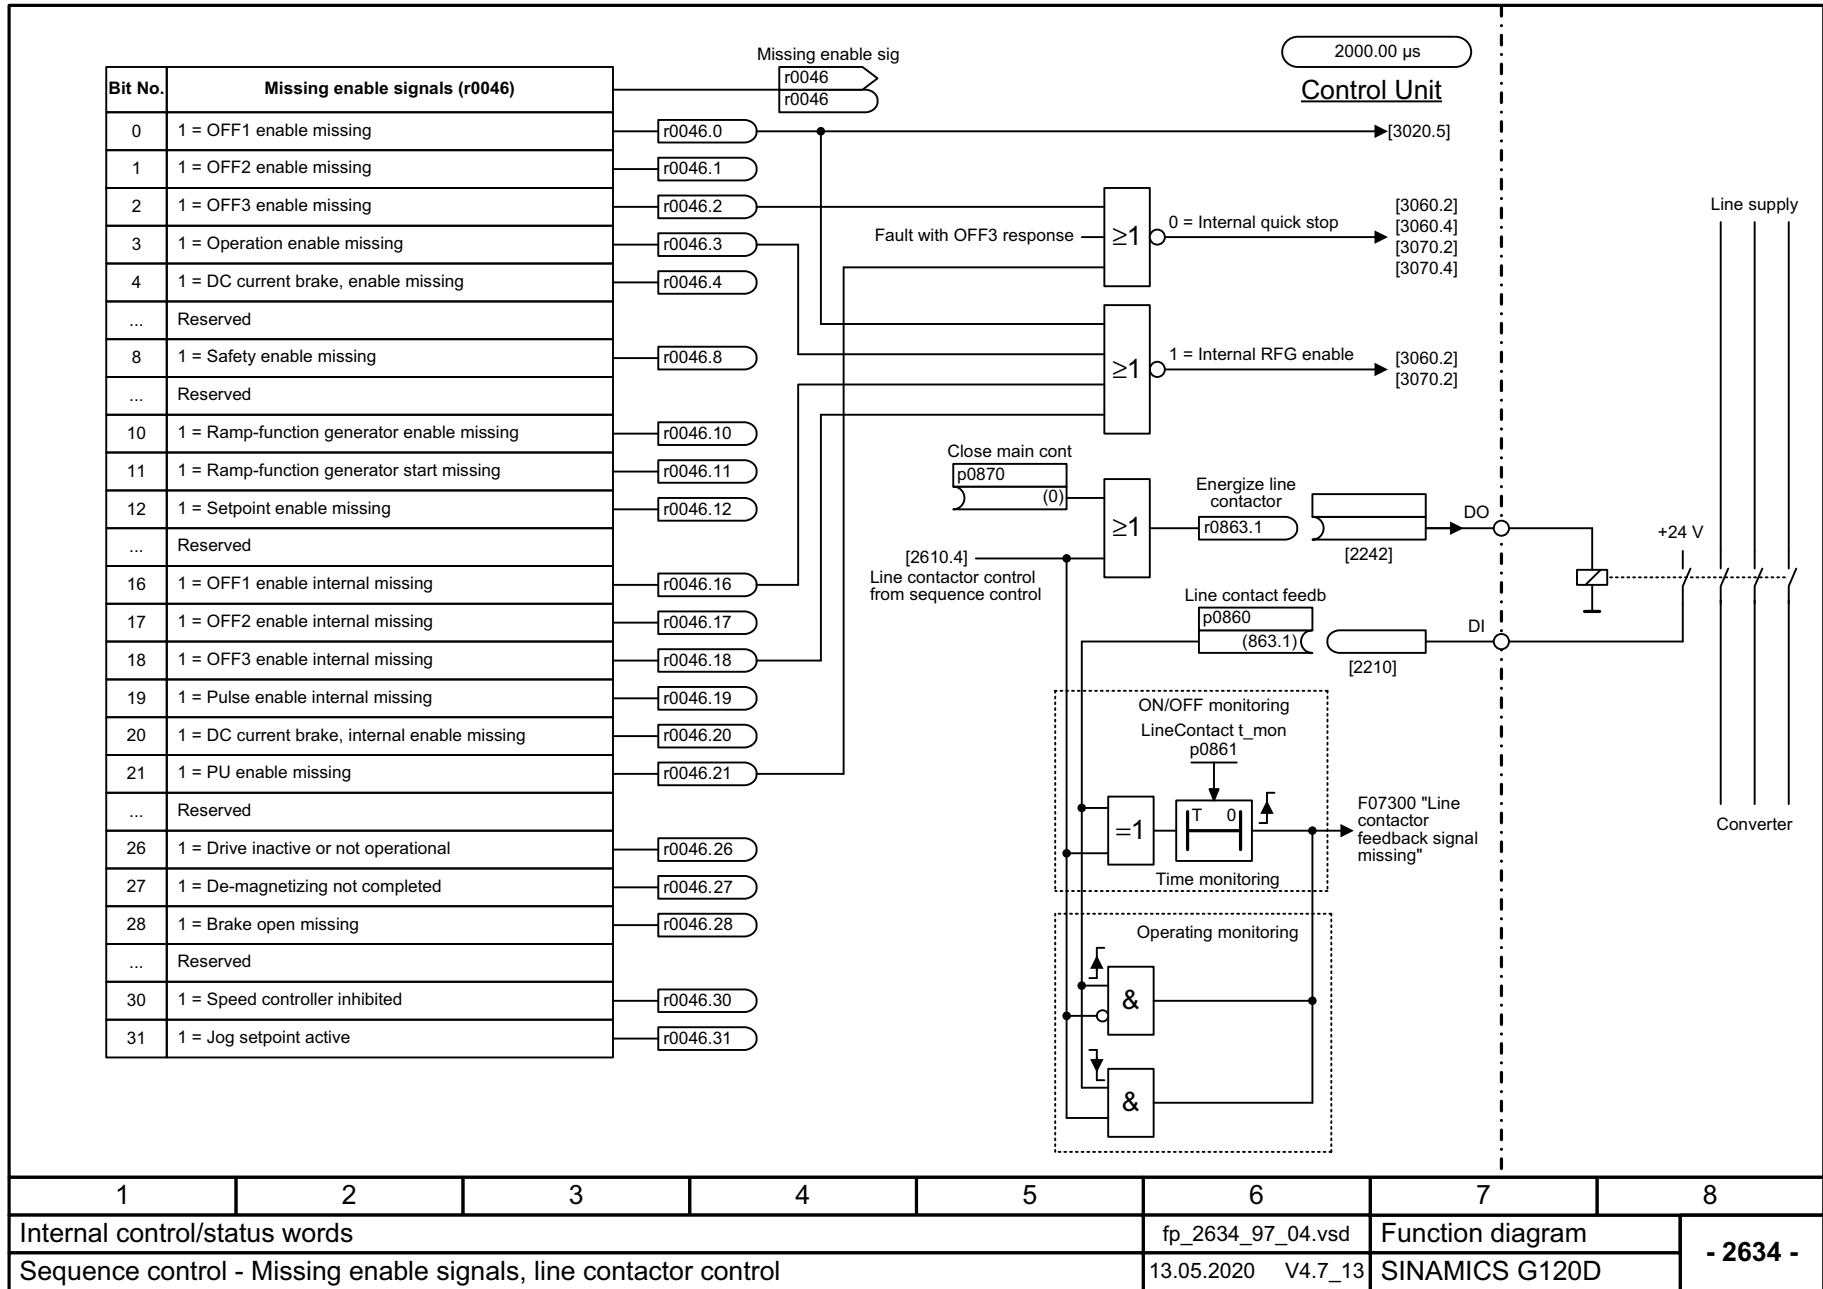 Missing enable sig
r0046
r0046
2000.00 µs
Control Unit
Bit No. Missing enable signals (r0046)
0 1 = OFF1 enable missing r0046.0 [3020.5]
1 1 = OFF2 enable missing r0046.1
2 1 = OFF3 enable missing r0046.2
3 1 = Operation enable missing r0046.3
4 1 = DC current brake, enable missing r0046.4
... Reserved
8 1 = Safety enable missing r0046.8
... Reserved
10 1 = Ramp-function generator enable missing r0046.10
11 1 = Ramp-function generator start missing r0046.11
12 1 = Setpoint enable missing r0046.12
... Reserved
16 1 = OFF1 enable internal missing r0046.16
17 1 = OFF2 enable internal missing r0046.17
18 1 = OFF3 enable internal missing r0046.18
19 1 = Pulse enable internal missing r0046.19
20 1 = DC current brake, internal enable missing r0046.20
21 1 = PU enable missing r0046.21
... Reserved
26 1 = Drive inactive or not operational r0046.26
27 1 = De-magnetizing not completed r0046.27
28 1 = Brake open missing r0046.28
... Reserved
30 1 = Speed controller inhibited r0046.30
31 1 = Jog setpoint active r0046.31
Fault with OFF3 response
≥1
0 = Internal quick stop
[3060.2]
[3060.4]
[3070.2]
[3070.4]
≥1
1 = Internal RFG enable
[3060.2]
[3070.2]
Close main cont
p0870
(0)
≥1
[2610.4]
Line contactor control
from sequence control
Energize line
contactor
r0863.1
[2242]
DO
Line contact feedb
p0860
(863.1)
[2210]
DI
Line supply
+24 V
Converter
ON/OFF monitoring
LineContact t_mon
p0861
=1
T 0
Time monitoring
F07300 "Line
contactor
feedback signal
missing"
Operating monitoring
&
&
1 2 3 4 5 6 7 8
Internal control/status words fp_2634_97_04.vsd Function diagram
- 2634 -
Sequence control - Missing enable signals, line contactor control 13.05.2020 V4.7_13 SINAMICS G120D